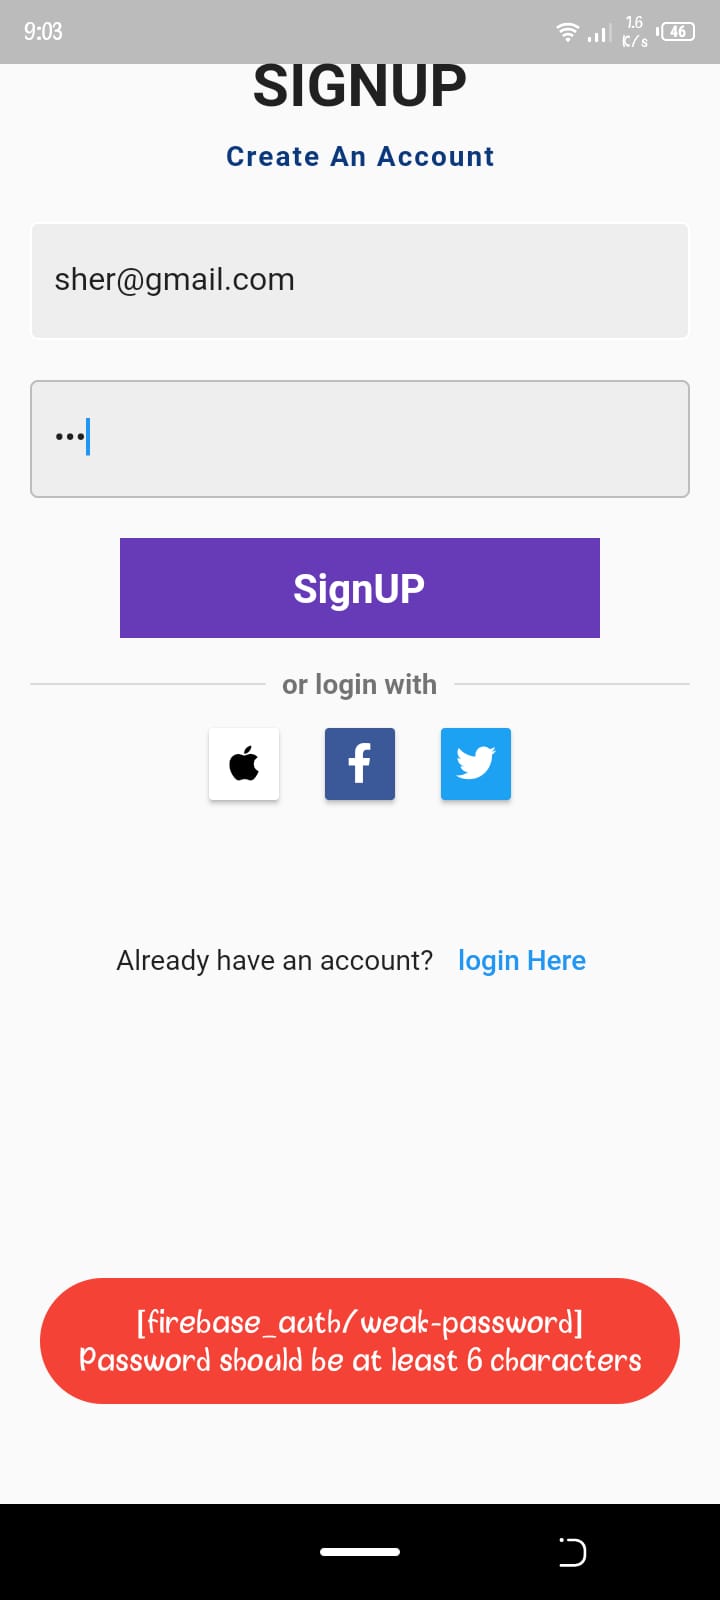 9:03
1.6
K/s
46
SIGNUP
Create An Account
sher@gmail.com
•••
SignUP
or login with
Already have an account? login Here
[firebase_auth/weak-password]
Password should be at least 6 characters